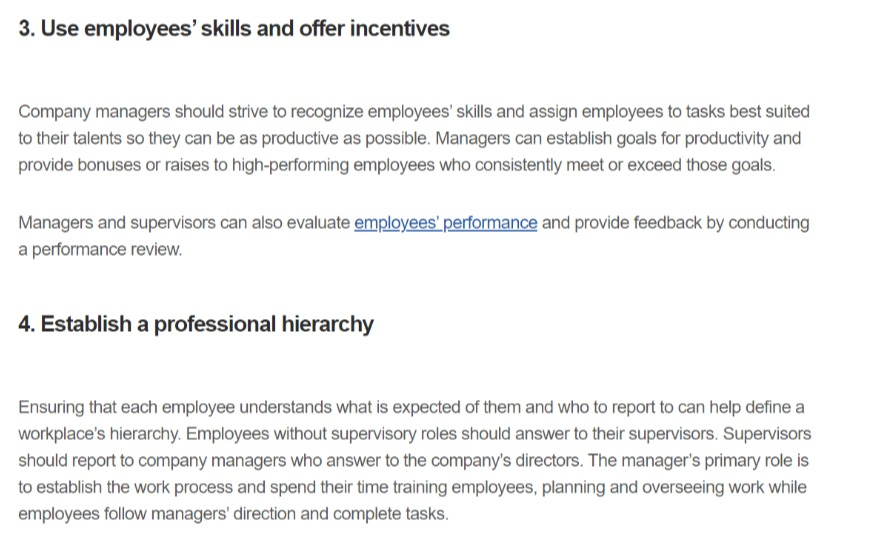 3. Use employees’ skills and offer incentives
Company managers should strive to recognize employees’ skills and assign employees to tasks best suited
to their talents so they can be as productive as possible. Managers can establish goals for productivity and
provide bonuses or raises to high-performing employees who consistently meet or exceed those goals.
Managers and supervisors can also evaluate employees’ performance and provide feedback by conducting
a performance review.
4. Establish a professional hierarchy
Ensuring that each employee understands what is expected of them and who to report to can help define a
workplace’s hierarchy. Employees without supervisory roles should answer to their supervisors. Supervisors
should report to company managers who answer to the company’s directors. The manager’s primary role is
to establish the work process and spend their time training employees, planning and overseeing work while
employees follow managers’ direction and complete tasks.